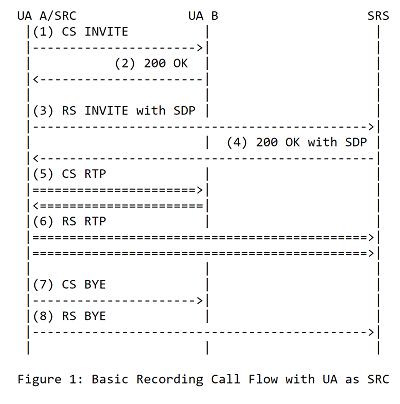 UA A/SRC UA B SRS
(1) CS INVITE
(2) 200 OK
(3) RS INVITE with SDP
(4) 200 OK with SDP
(5) CS RTP
(6) RS RTP
(7) CS BYE
(8) RS BYE
Figure 1: Basic Recording Call Flow with UA as SRC